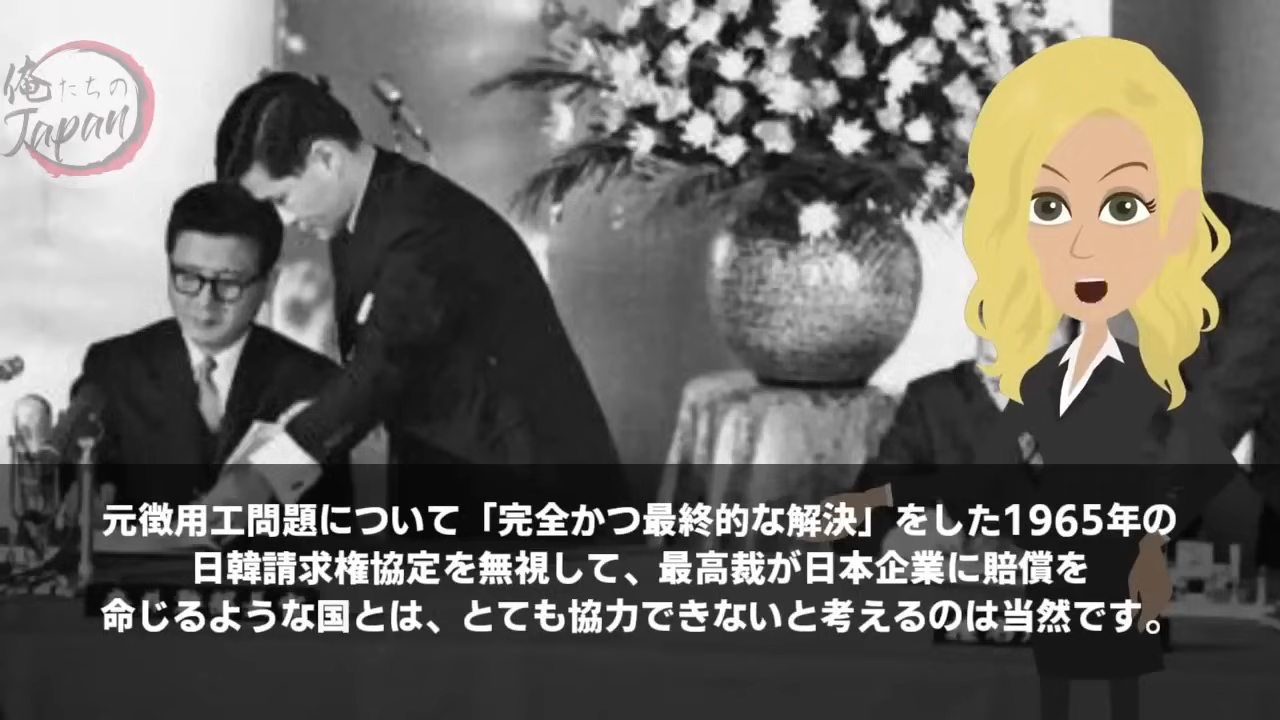 俺たちの
Japan
元徴用工問題について「完全かつ最終的な解決」をした1965年の
日韓請求権協定を無視して、最高裁が日本企業に賠償を
命じるような国とは、とても協力できないと考えるのは当然です。